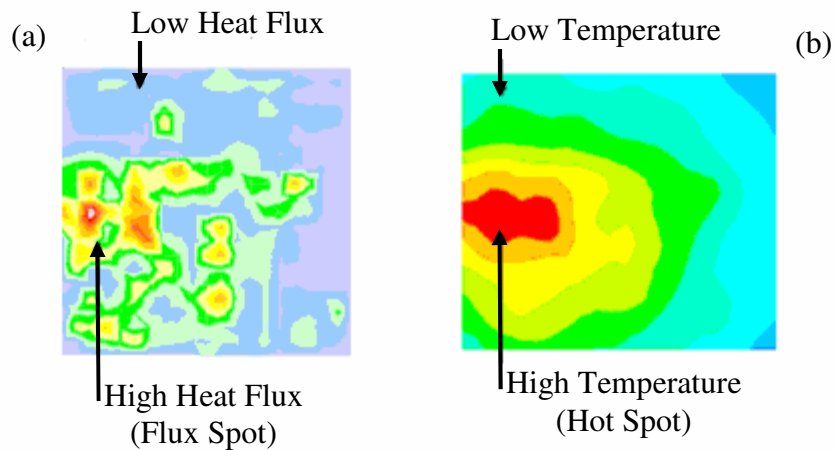 (a)
Low Heat Flux
High Heat Flux
(Flux Spot)
Low Temperature
(b)
High Temperature
(Hot Spot)